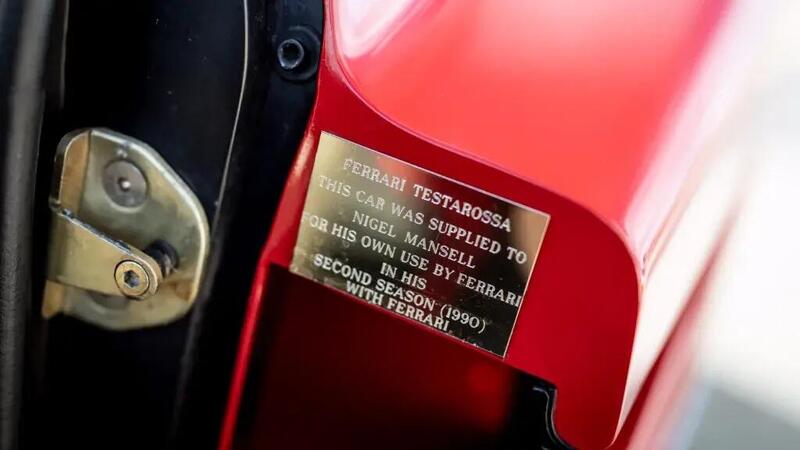 FERRARI TESTAROSSA
THIS CAR WAS SUPPLIED TO
NIGEL MANSELL
FOR HIS OWN USE BY FERRARI
IN HIS
SECOND SEASON (1990)
WITH FERRARI